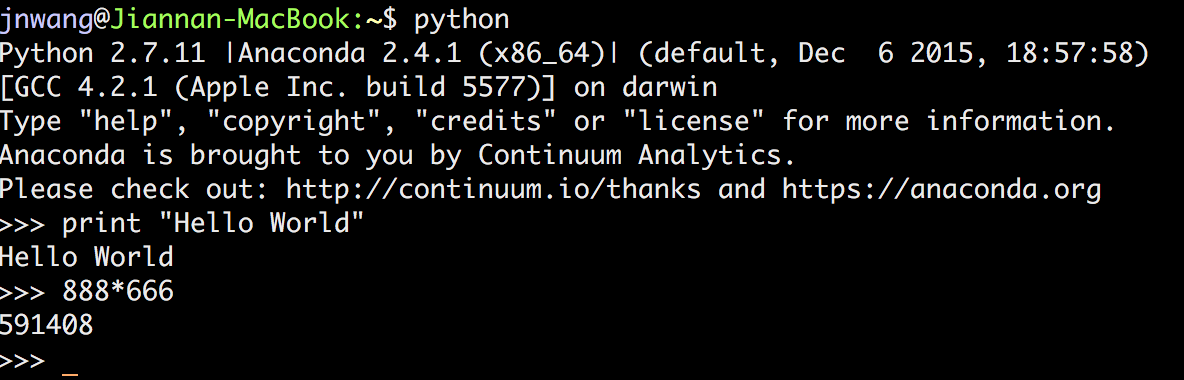 jnwang@Jiannan-MacBook:~$ python
Python 2.7.11 |Anaconda 2.4.1 (x86_64)| (default, Dec  6 2015, 18:57:58)
[GCC 4.2.1 (Apple Inc. build 5577)] on darwin
Type "help", "copyright", "credits" or "license" for more information.
Anaconda is brought to you by Continuum Analytics.
Please check out: http://continuum.io/thanks and https://anaconda.org
>>> print "Hello World"
Hello World
>>> 888*666
591408
>>> _